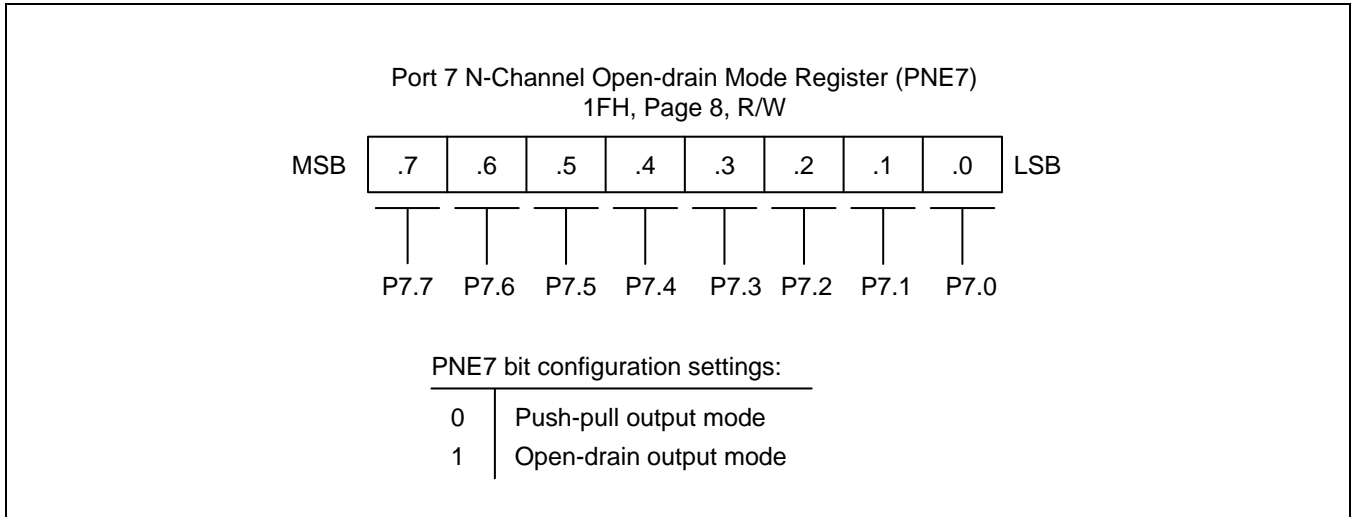 Port 7 N-Channel Open-drain Mode Register (PNE7)
1FH, Page 8, R/W
MSB .7 .6 .5 .4 .3 .2 .1 .0 LSB
P7.7 P7.6 P7.5 P7.4 P7.3 P7.2 P7.1 P7.0
PNE7 bit configuration settings:
0 Push-pull output mode
1 Open-drain output mode